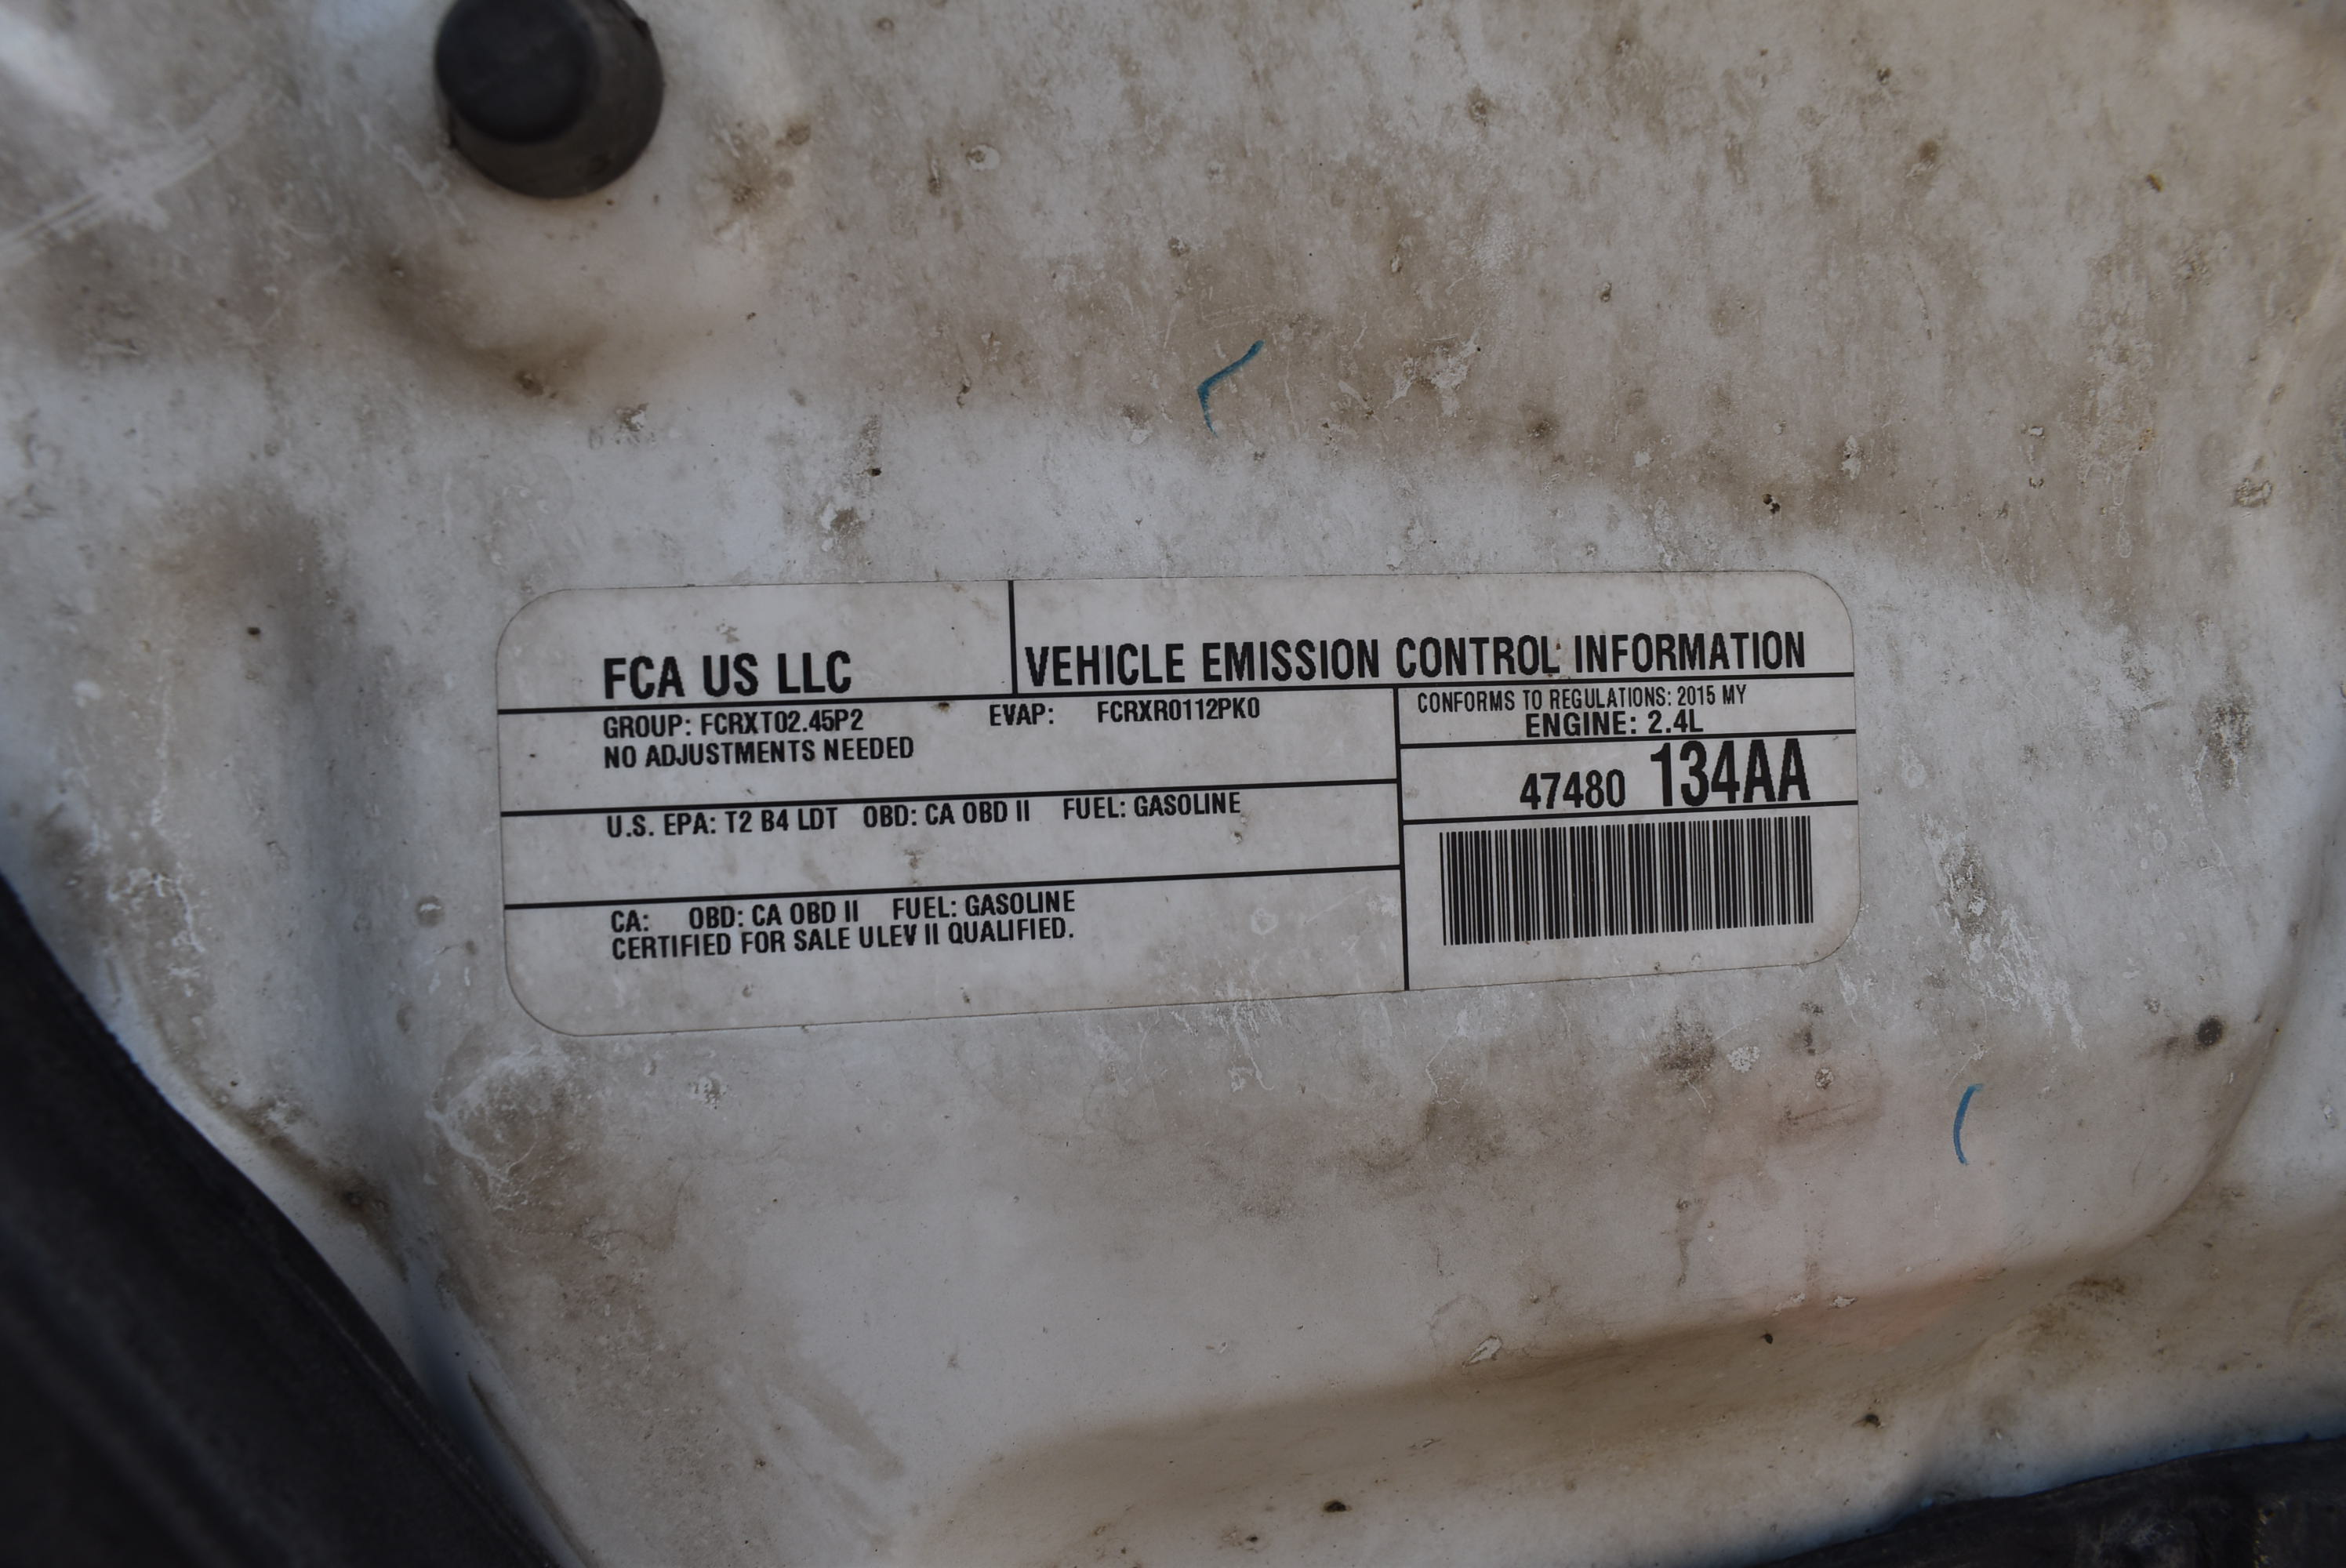 FCA US LLC
VEHICLE EMISSION CONTROL INFORMATION
GROUP: FCRXT02.45P2 EVAP: FCRXR0112PK0
NO ADJUSTMENTS NEEDED
CONFORMS TO REGULATIONS: 2015 MY
ENGINE: 2.4L
47480 134AA
U.S. EPA: T2 B4 LDT OBD: CA OBD II FUEL: GASOLINE
CA: OBD: CA OBD II FUEL: GASOLINE
CERTIFIED FOR SALE ULEV II QUALIFIED.